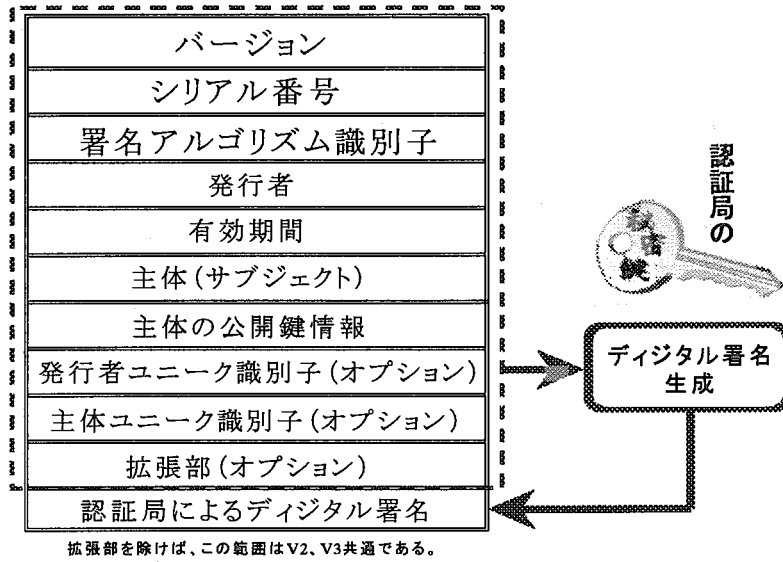 バージョン
シリアル番号
署名アルゴリズム識別子
発行者
有効期間
主体(サブジェクト)
主体の公開鍵情報
発行者ユニーク識別子(オプション)
主体ユニーク識別子(オプション)
拡張部(オプション)
認証局によるディジタル署名
拡張部を除けば、この範囲はV2、V3共通である。
認証局の
秘密鍵
ディジタル署名
生成